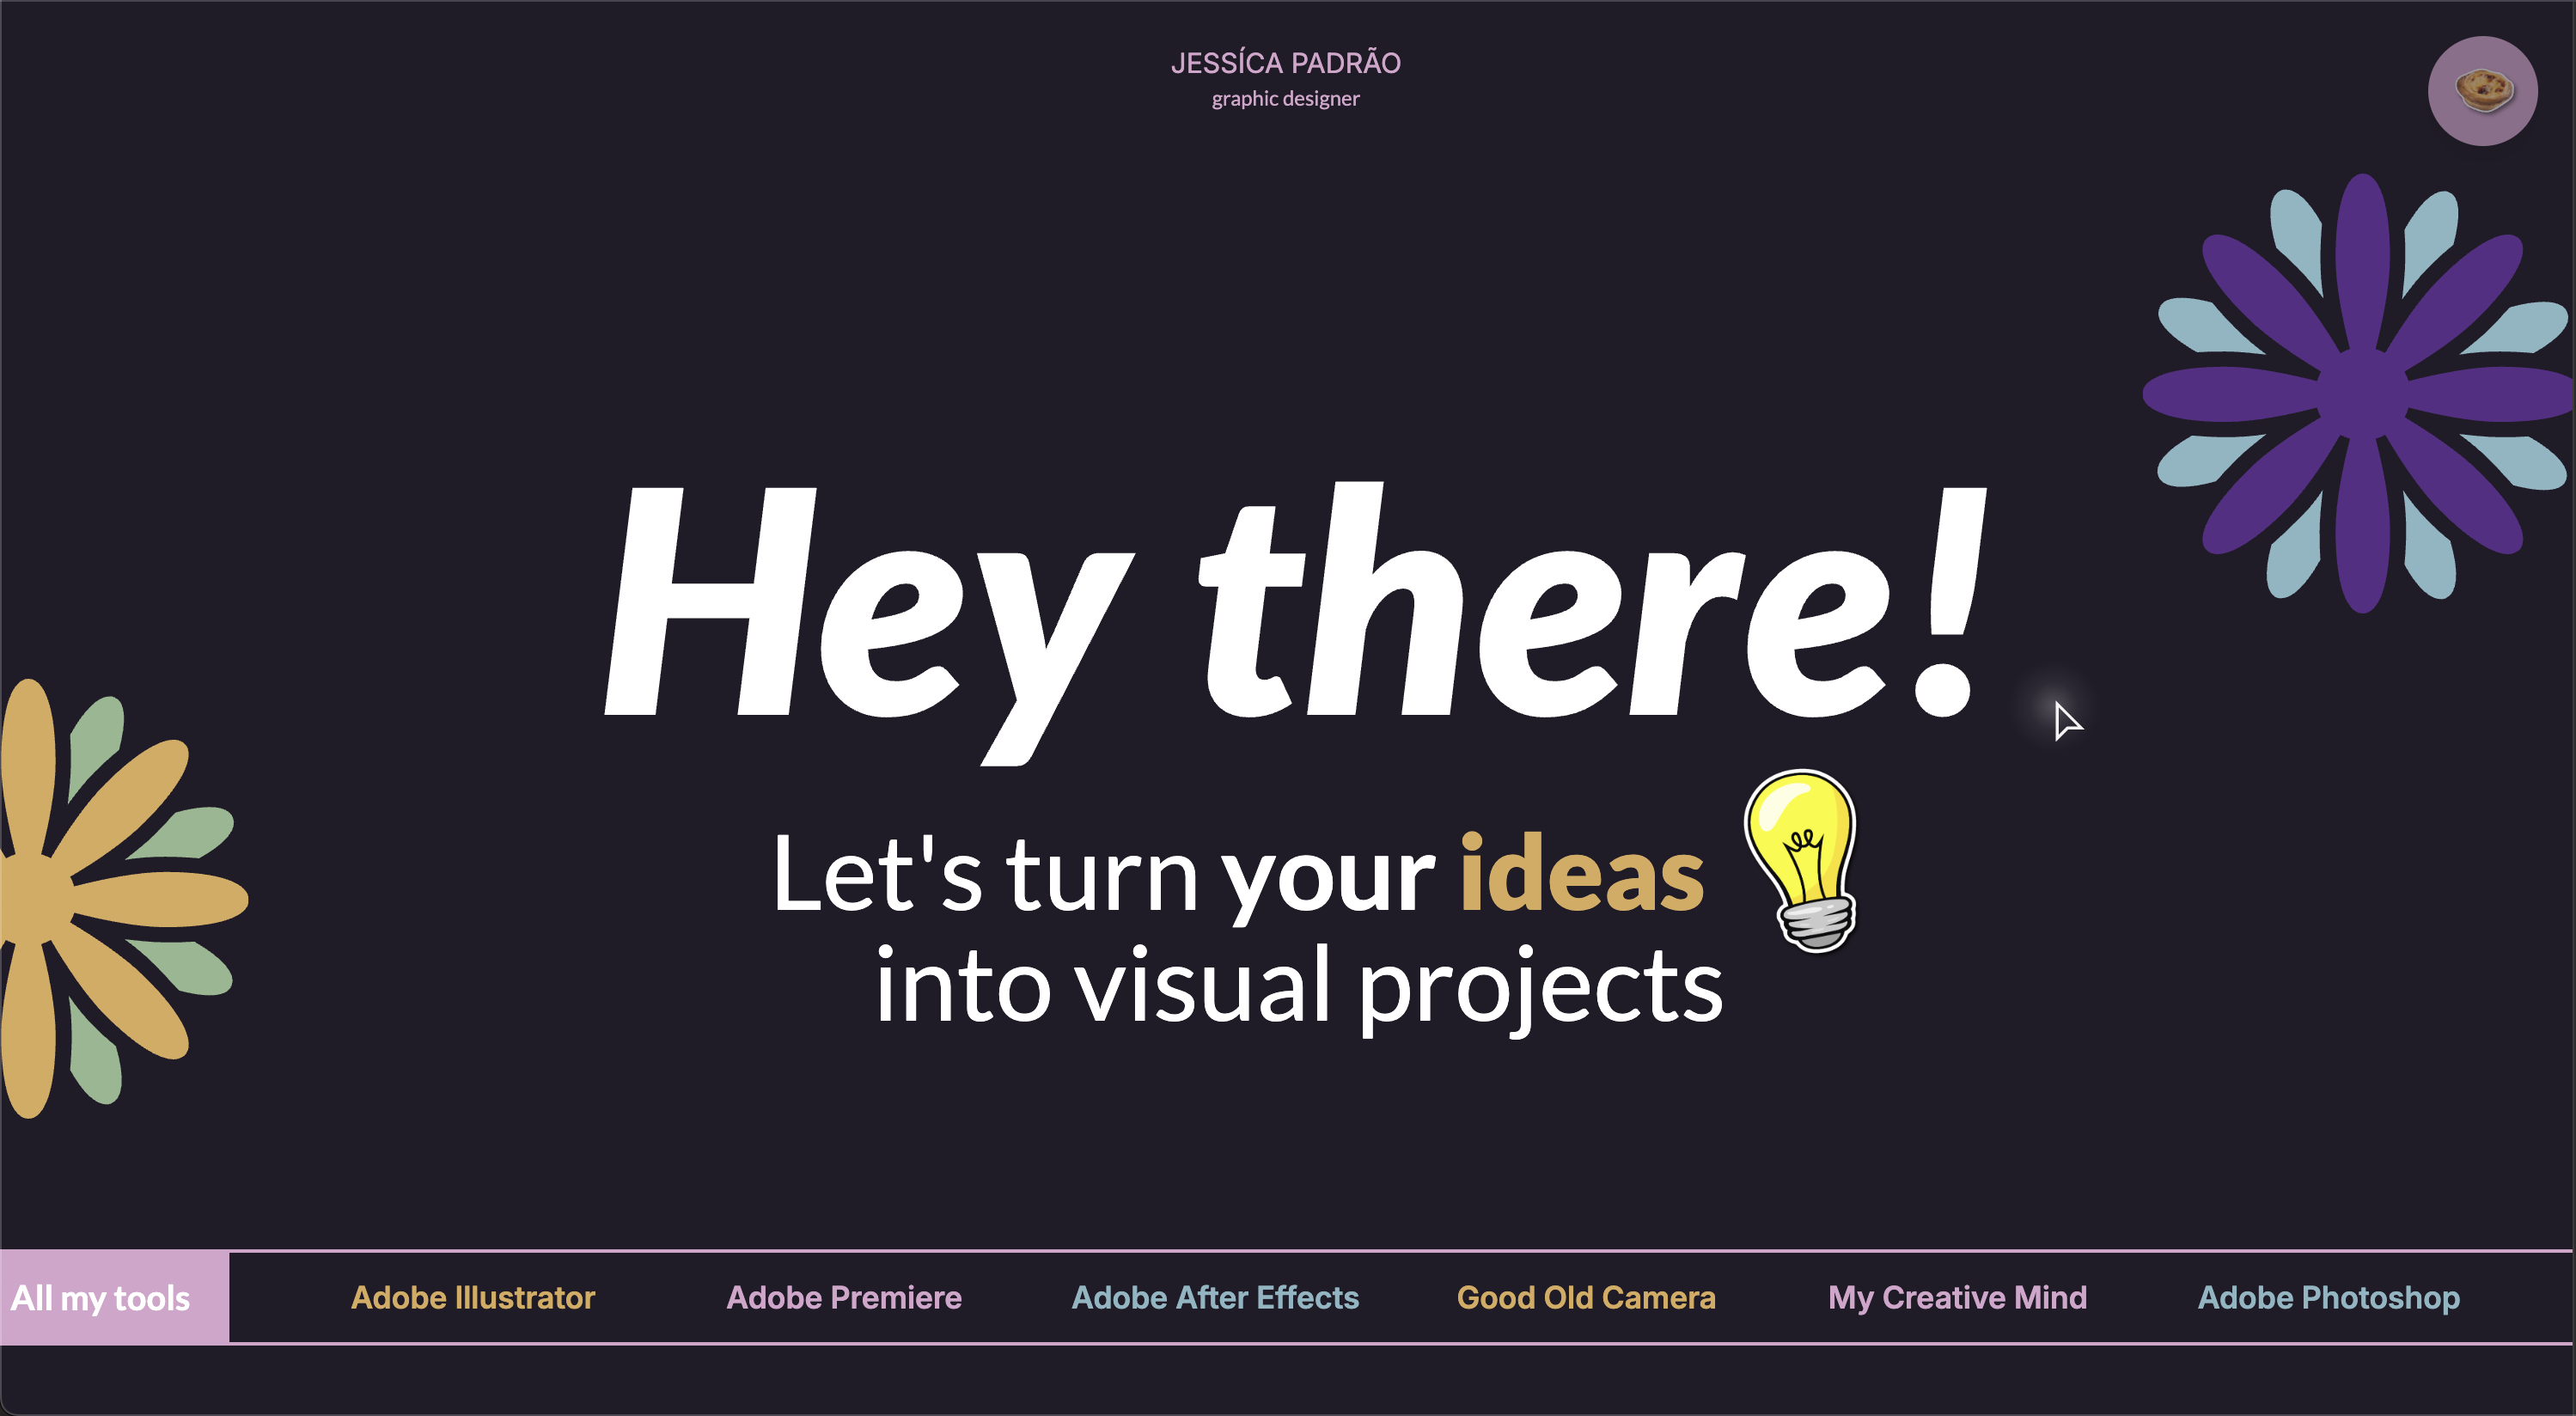 JESSÍCA PADRÃO
graphic designer
Hey there!
Let's turn your ideas
into visual projects
All my tools
Adobe Illustrator
Adobe Premiere
Adobe After Effects
Good Old Camera
My Creative Mind
Adobe Photoshop